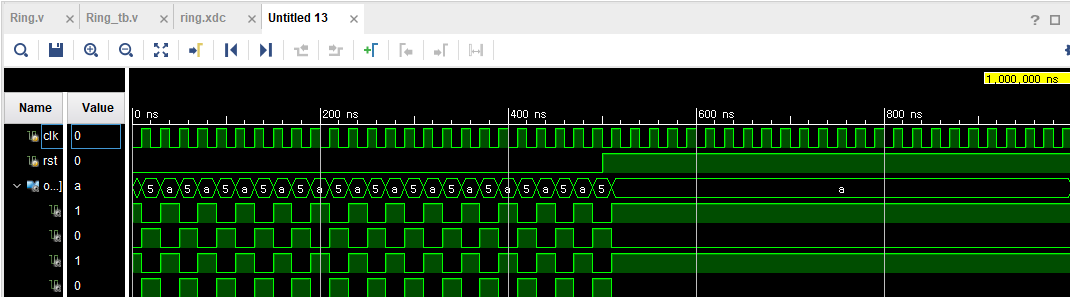 Ring.v × Ring_tb.v × ring.xdc × Untitled 13 ×
?
1,000,000 ns
Name Value 0 ns 200 ns 400 ns 600 ns 800 ns
clk 0
rst 0
o...] a 5 a 5 a 5 a 5 a 5 a 5 a 5 a 5 a 5 a 5 a 5 a 5 a 5 a
1
0
1
0